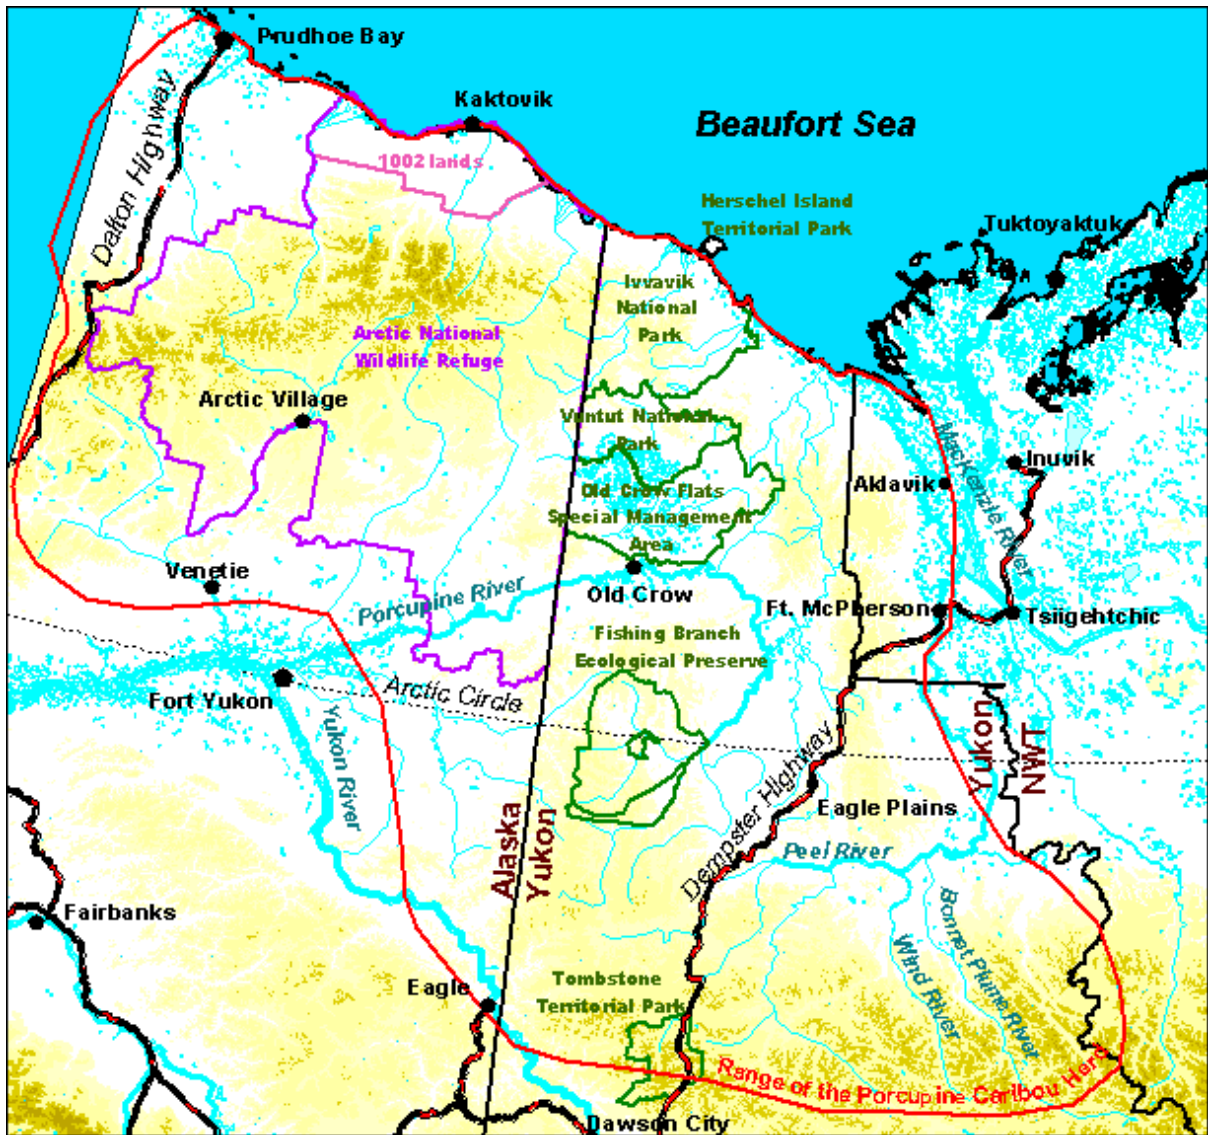 Prudhoe Bay
Kaktovik
Beaufort Sea
Dalton Highway
1002 lands
Herschel Island
Territorial Park
Tuktoyaktuk
Ivvavik
National
Park
Arctic National
Wildlife Refuge
Arctic Village
Vuntut National
Park
MacKenzie River
Inuvik
Aklavik
Old Crow Flats
Special Management
Area
Venetie
Porcupine River
Old Crow
Ft. McPherson
Tsiigehtchic
Fishing Branch
Ecological Preserve
Fort Yukon
Arctic Circle
Yukon River
Yukon
NWT
Dempster Highway
Eagle Plains
Alaska
Yukon
Peel River
Fairbanks
Bonnet Plume River
Wind River
Eagle
Tombstone
Territorial Park
Range of the Porcupine Caribou Herd
Dawson City